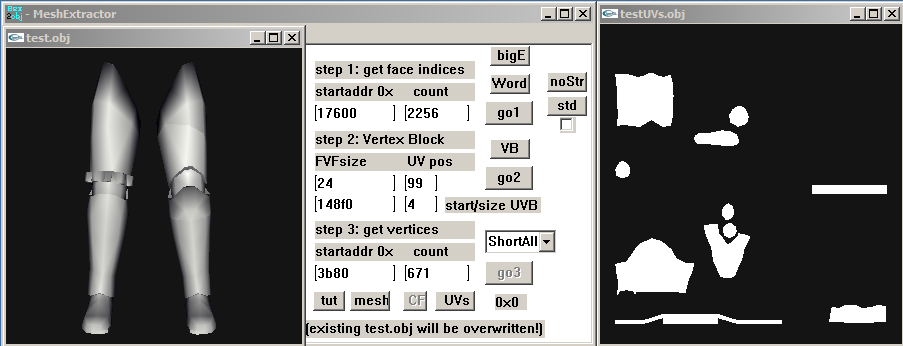 Hex
2obj - MeshExtractor
testUVs.obj
test.obj
bigE
step 1: get face indices
Word
noStr
startaddr 0x count
std
17600 2256
go1
step 2: Vertex Block
VB
FVFsize UV pos
24 99
go2
148f0 4 start/size UVB
step 3: get vertices
startaddr 0x count
ShortAll
3b80 671
go3
tut mesh CF UVs 0x0
(existing test.obj will be overwritten!)